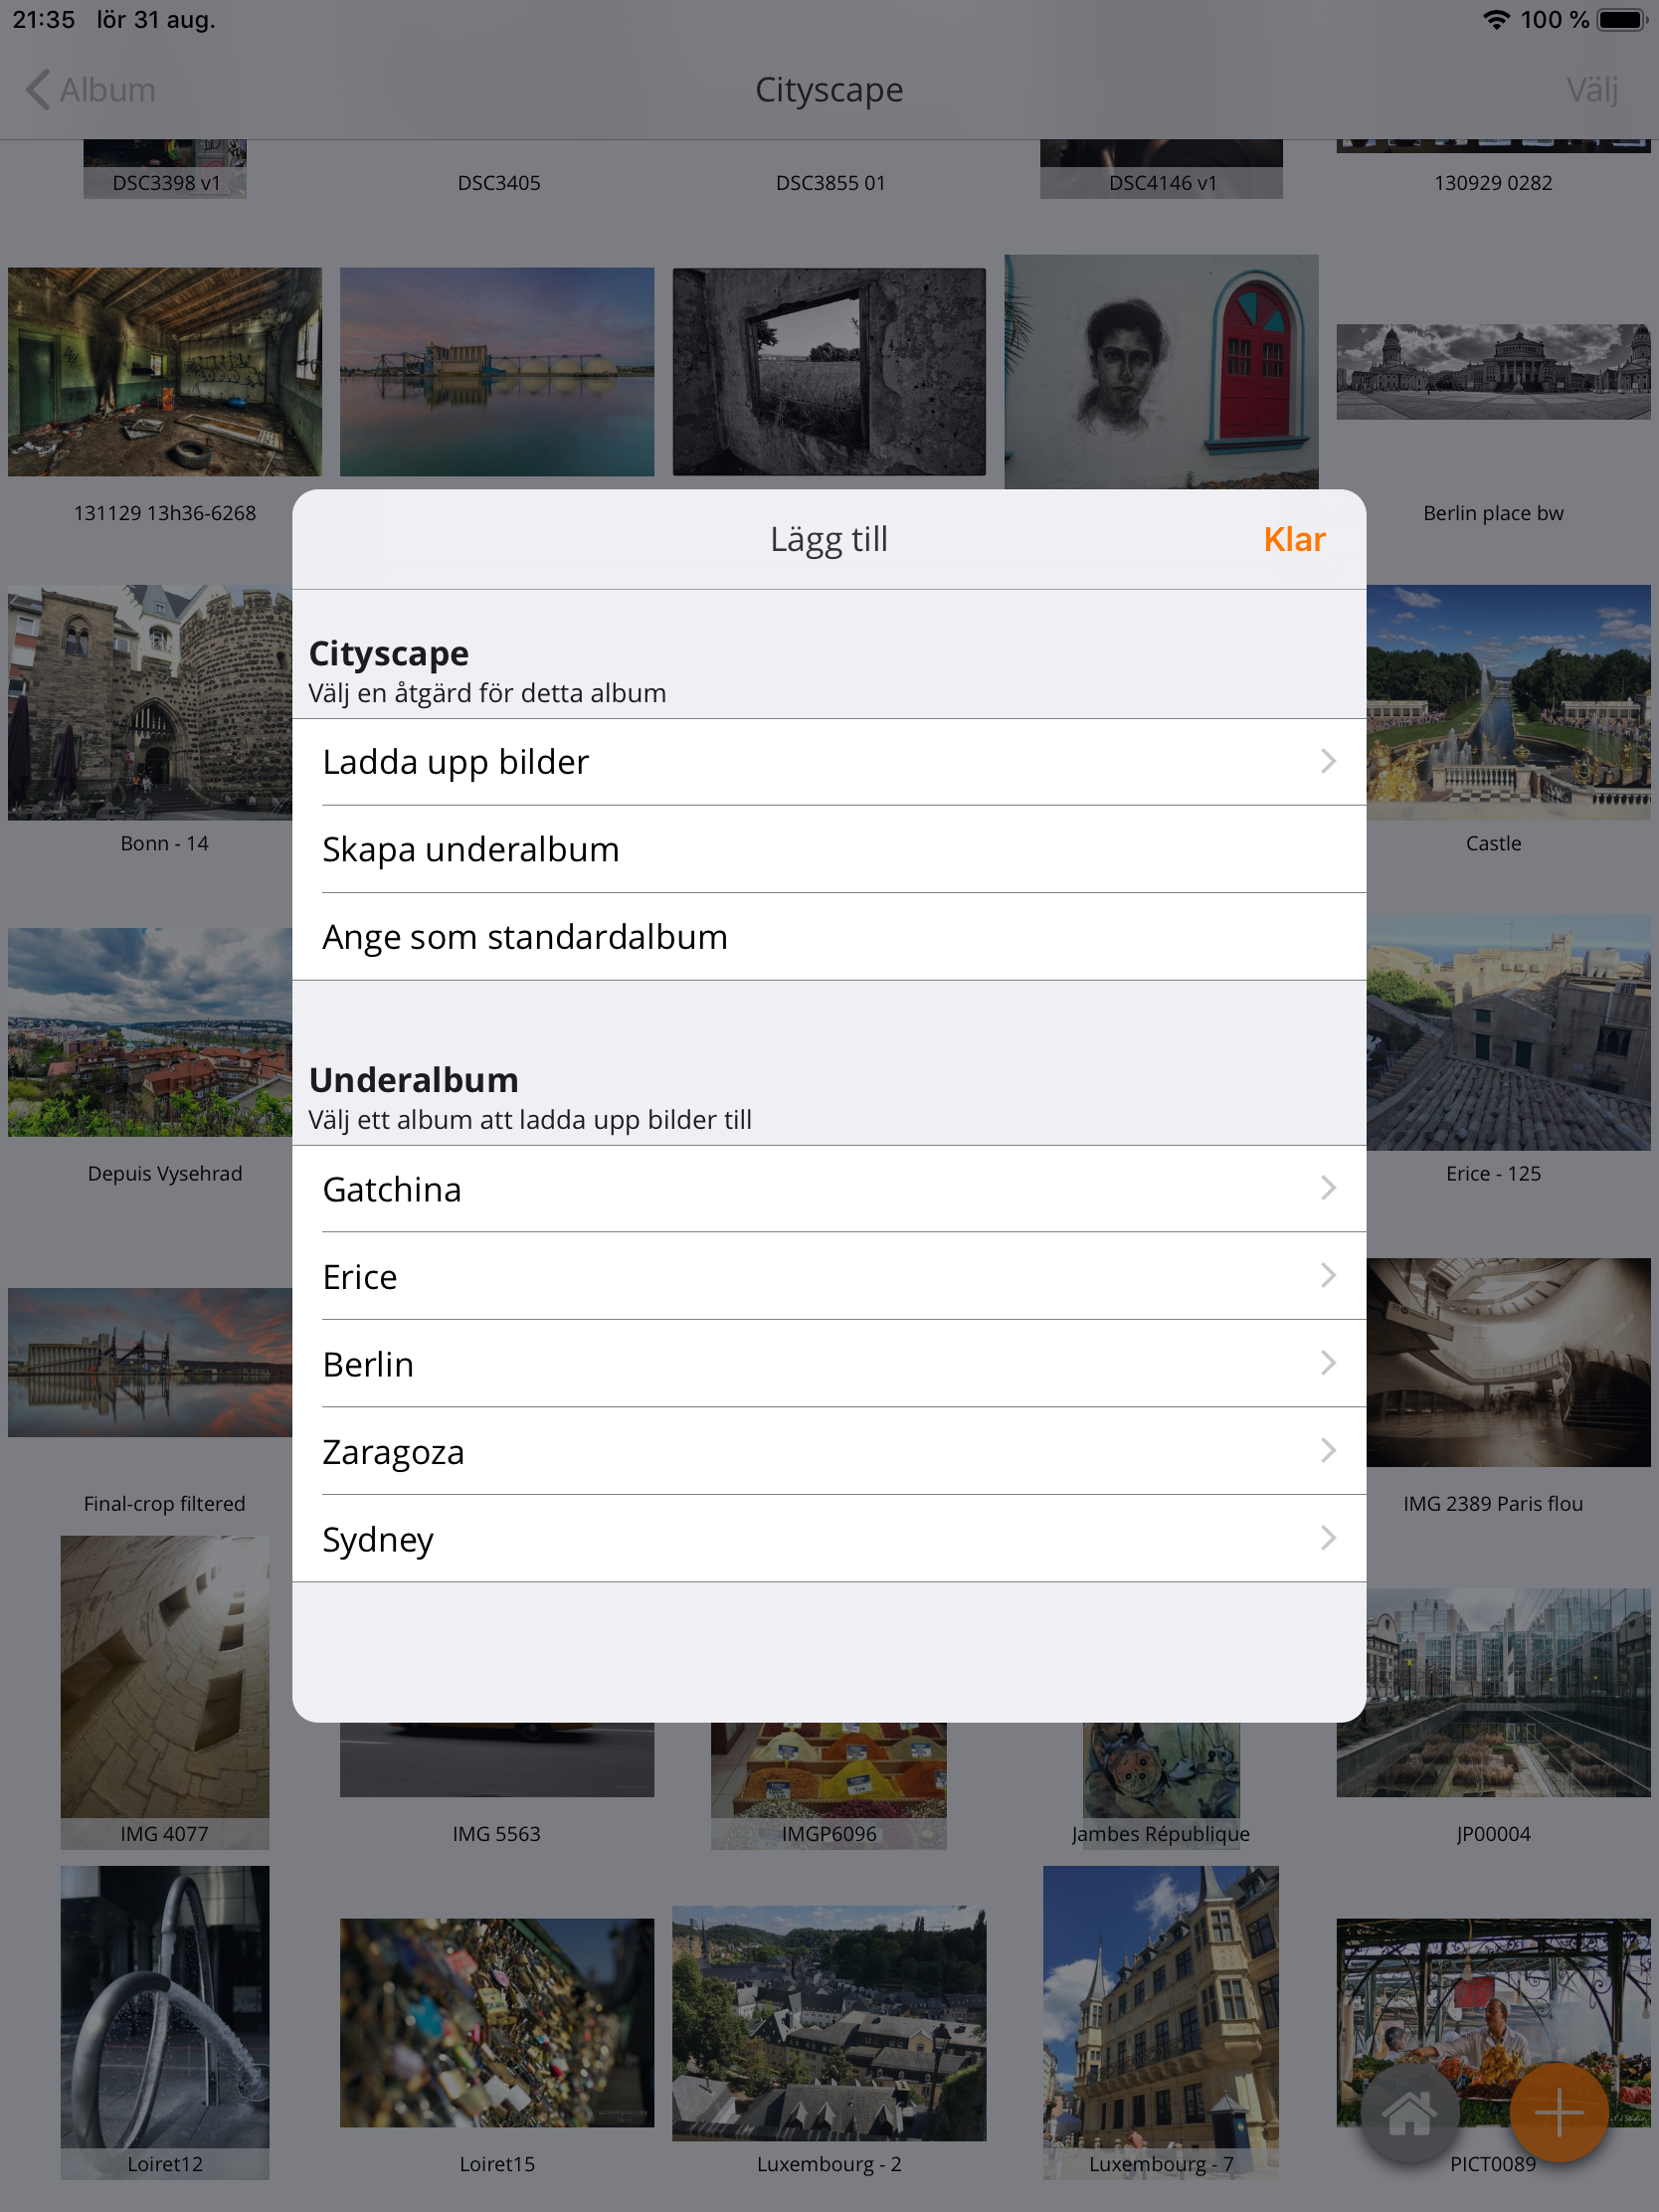 21:35 lör 31 aug. 100 %
Album Cityscape Välj
DSC3398 v1 DSC3405 DSC3855 01 DSC4146 v1 130929 0282
131129 13h36-6268 Berlin place bw
Lägg till Klar
Cityscape
Välj en åtgärd för detta album
Ladda upp bilder
Skapa underalbum
Bonn - 14 Castle
Ange som standardalbum
Underalbum
Välj ett album att ladda upp bilder till
Depuis Vysehrad Erice - 125
Gatchina
Erice
Berlin
Zaragoza
Final-crop filtered IMG 2389 Paris flou
Sydney
IMG 4077 IMG 5563 IMGP6096 Jambes République JP00004
Loiret12 Loiret15 Luxembourg - 2 Luxembourg - 7 PICT0089